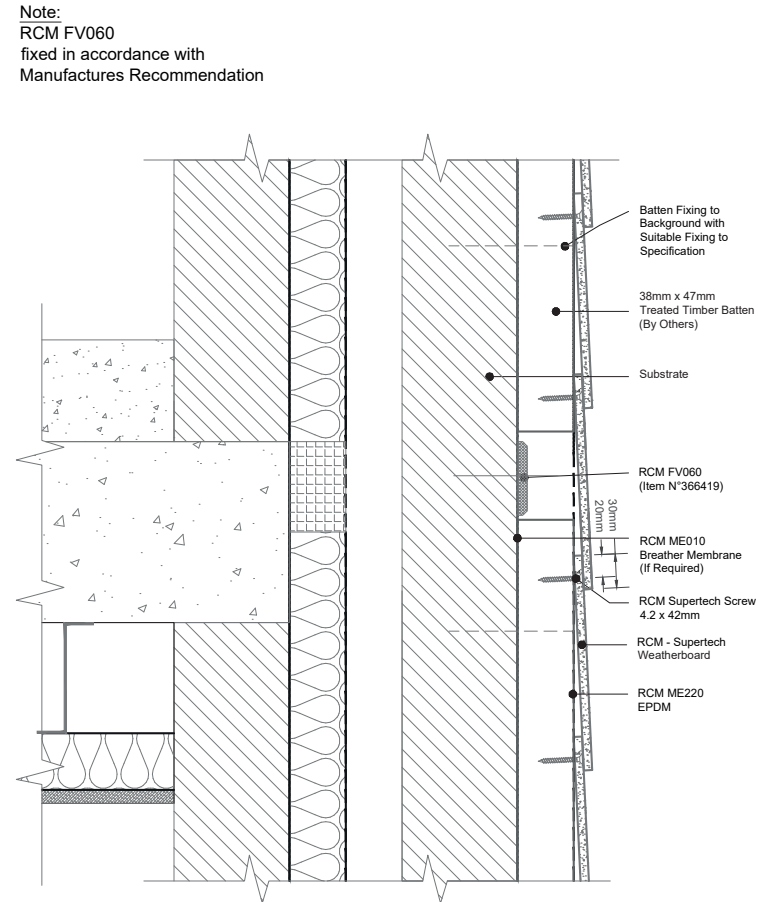 Note:
RCM FV060
fixed in accordance with
Manufactures Recommendation
Batten Fixing to
Background with
Suitable Fixing to
Specification
38mm x 47mm
Treated Timber Batten
(By Others)
Substrate
RCM FV060
(Item N°366419)
30mm
20mm
RCM ME010
Breather Membrane
(If Required)
RCM Supertech Screw
4.2 x 42mm
RCM - Supertech
Weatherboard
RCM ME220
EPDM